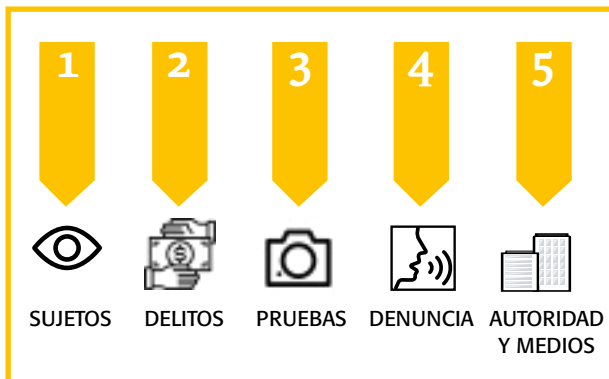 1 2 3 4 5
$
SUJETOS DELITOS PRUEBAS DENUNCIA AUTORIDAD
Y MEDIOS